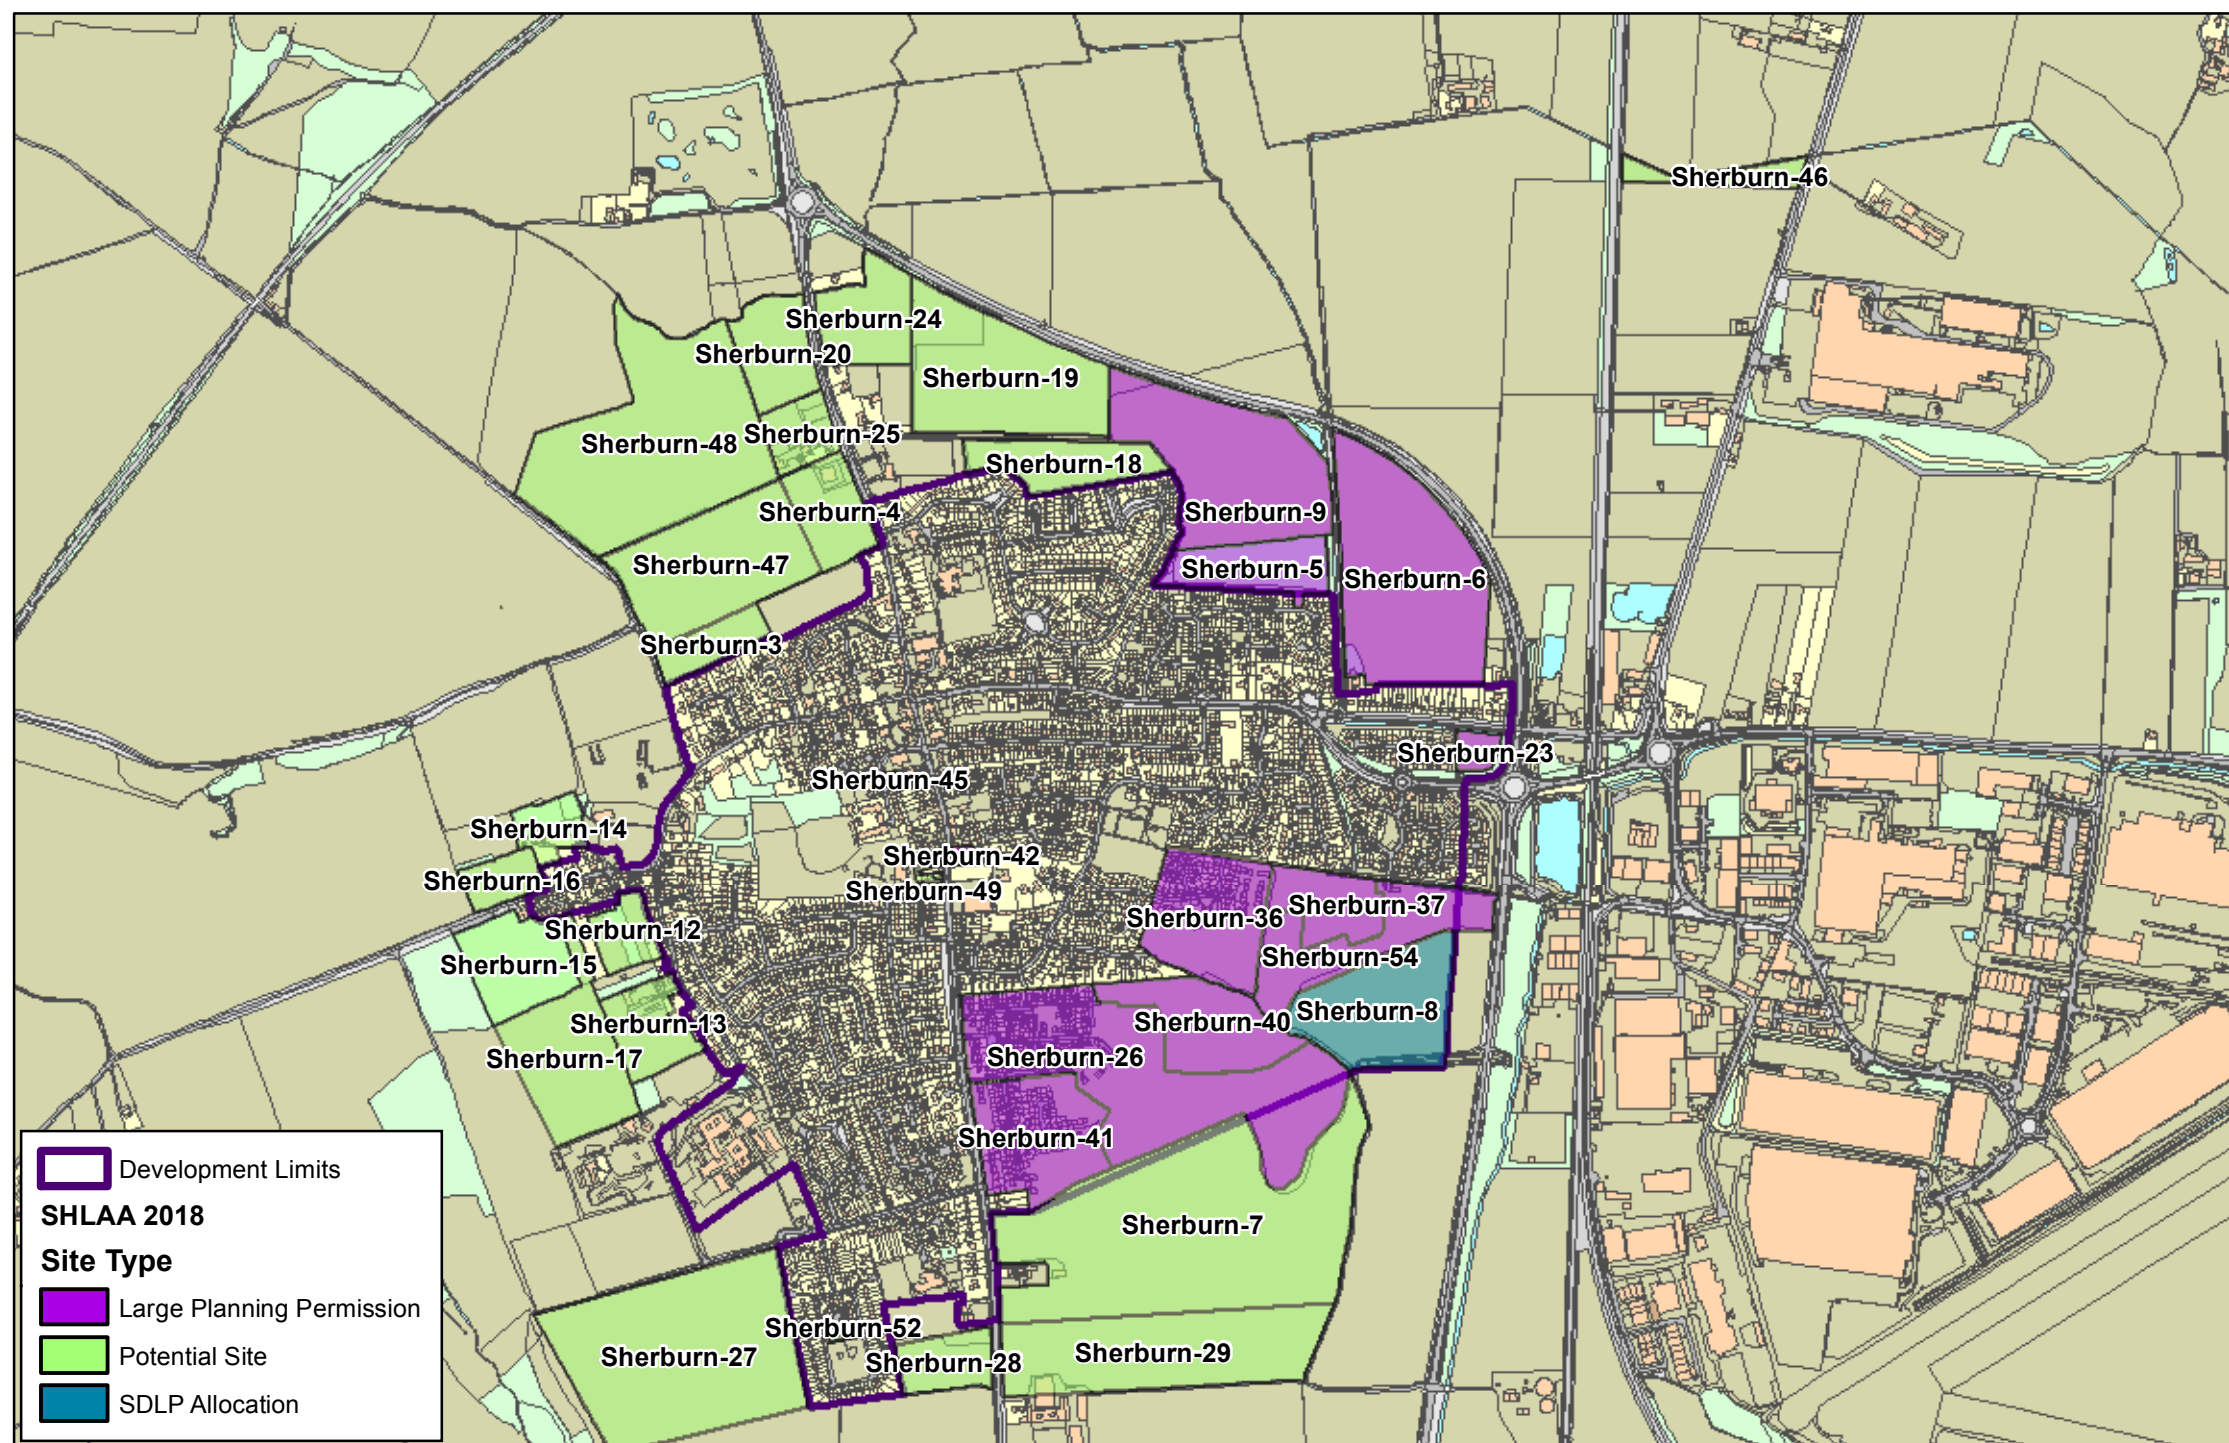 Sherburn-46
Sherburn-24
Sherburn-20
Sherburn-19
Sherburn-25
Sherburn-48
Sherburn-18
Sherburn-4
Sherburn-9
Sherburn-47
Sherburn-5
Sherburn-6
Sherburn-3
Sherburn-23
Sherburn-45
Sherburn-14
Sherburn-42
Sherburn-16
Sherburn-49
Sherburn-37
Sherburn-36
Sherburn-12
Sherburn-54
Sherburn-15
Sherburn-8
Sherburn-13
Sherburn-40
Sherburn-17
Sherburn-26
Sherburn-41
Sherburn-7
Sherburn-52
Sherburn-27
Sherburn-28
Sherburn-29
Development Limits
SHLAA 2018
Site Type
Large Planning Permission
Potential Site
SDLP Allocation